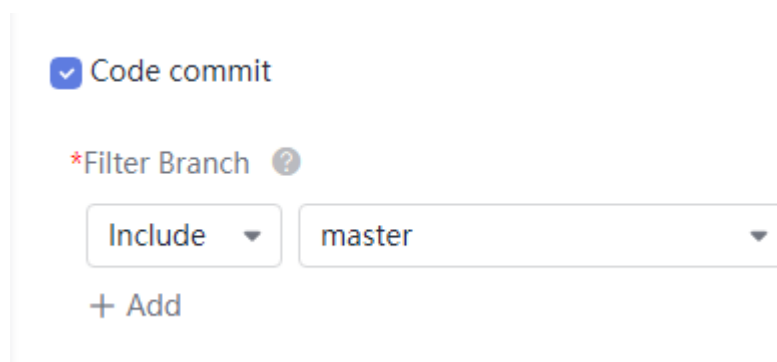 Code commit
*Filter Branch ?
Include master
+ Add